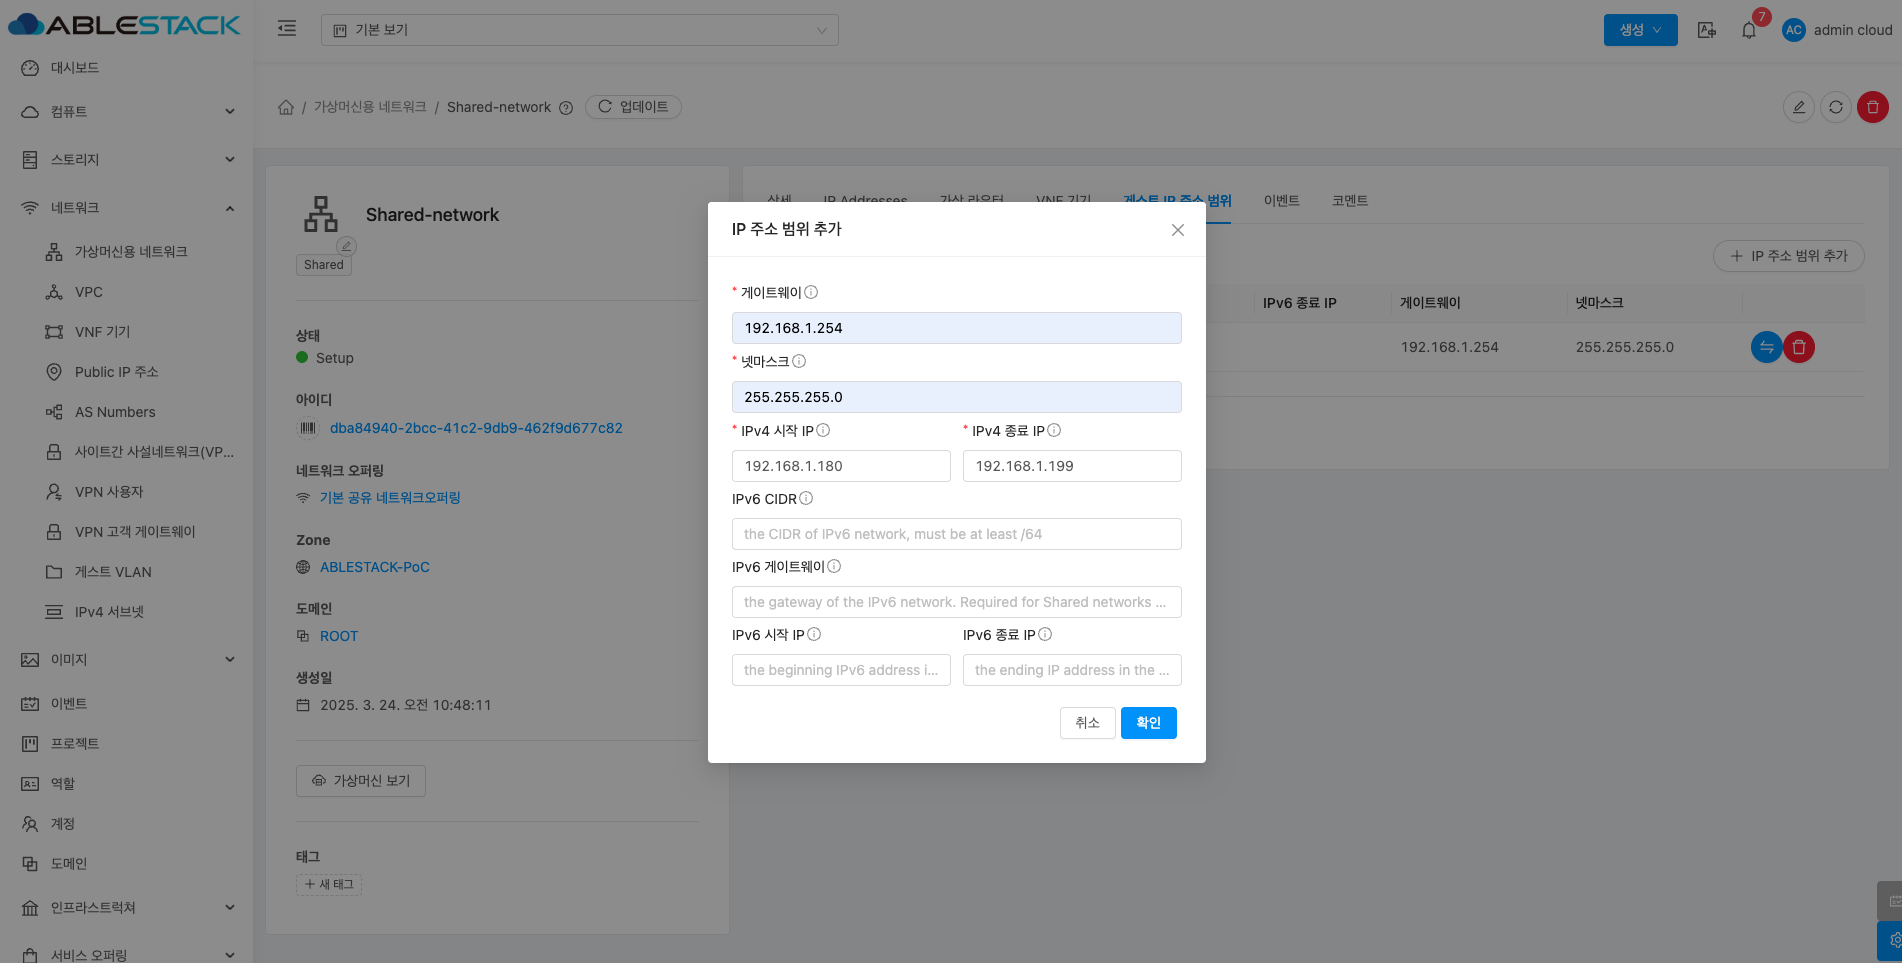 ABLESTACK
기본 보기
생성
7
AC
admin cloud
대시보드
컴퓨트
스토리지
네트워크
가상머신용 네트워크
VPC
VNF 기기
Public IP 주소
AS Numbers
사이트간 사설네트워크(VP...
VPN 사용자
VPN 고객 게이트웨이
게스트 VLAN
IPv4 서브넷
이미지
이벤트
프로젝트
역할
계정
도메인
인프라스트럭쳐
서비스 오퍼링
/ 가상머신용 네트워크 / Shared-network
업데이트
Shared-network
Shared
상태
Setup
아이디
dba84940-2bcc-41c2-9db9-462f9d677c82
네트워크 오퍼링
기본 공유 네트워크오퍼링
Zone
ABLESTACK-PoC
도메인
ROOT
생성일
2025. 3. 24. 오전 10:48:11
가상머신 보기
태그
새 태그
상세
IP Addresses
가상 라우터
VNF 기기
게스트 IP 주소 범위
이벤트
코멘트
IP 주소 범위 추가
IPv6 종료 IP
게이트웨이
넷마스크
192.168.1.254
255.255.255.0
IP 주소 범위 추가
* 게이트웨이
192.168.1.254
* 넷마스크
255.255.255.0
* IPv4 시작 IP
* IPv4 종료 IP
192.168.1.180
192.168.1.199
IPv6 CIDR
the CIDR of IPv6 network, must be at least /64
IPv6 게이트웨이
the gateway of the IPv6 network. Required for Shared networks ...
IPv6 시작 IP
IPv6 종료 IP
the beginning IPv6 address i...
the ending IP address in the ...
취소
확인